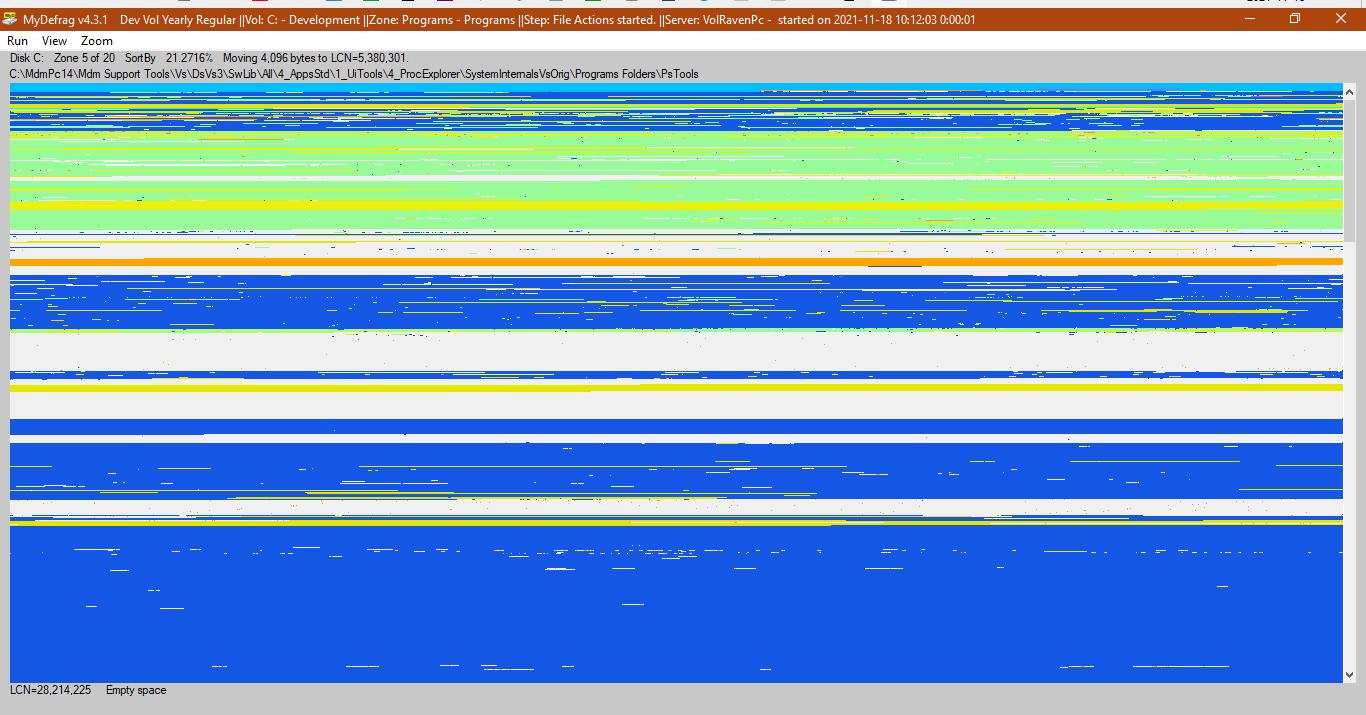 MyDefrag v4.3.1 Dev Vol Yearly Regular ||Vol: C: - Development ||Zone: Programs - Programs ||Step: File Actions started. ||Server: VolRavenPc - started on 2021-11-18 10:12:03 0:00:01
Run View Zoom
Disk C: Zone 5 of 20 SortBy 21.2716% Moving 4,096 bytes to LCN=5,380,301.
C:\MdmPc14\Mdm Support Tools\Vs\DsVs3\SwLib\All\4_AppsStd\1_UiTools\4_ProcExplorer\SystemInternalsVsOrig\Programs Folders\PsTools
LCN=28,214,225 Empty space